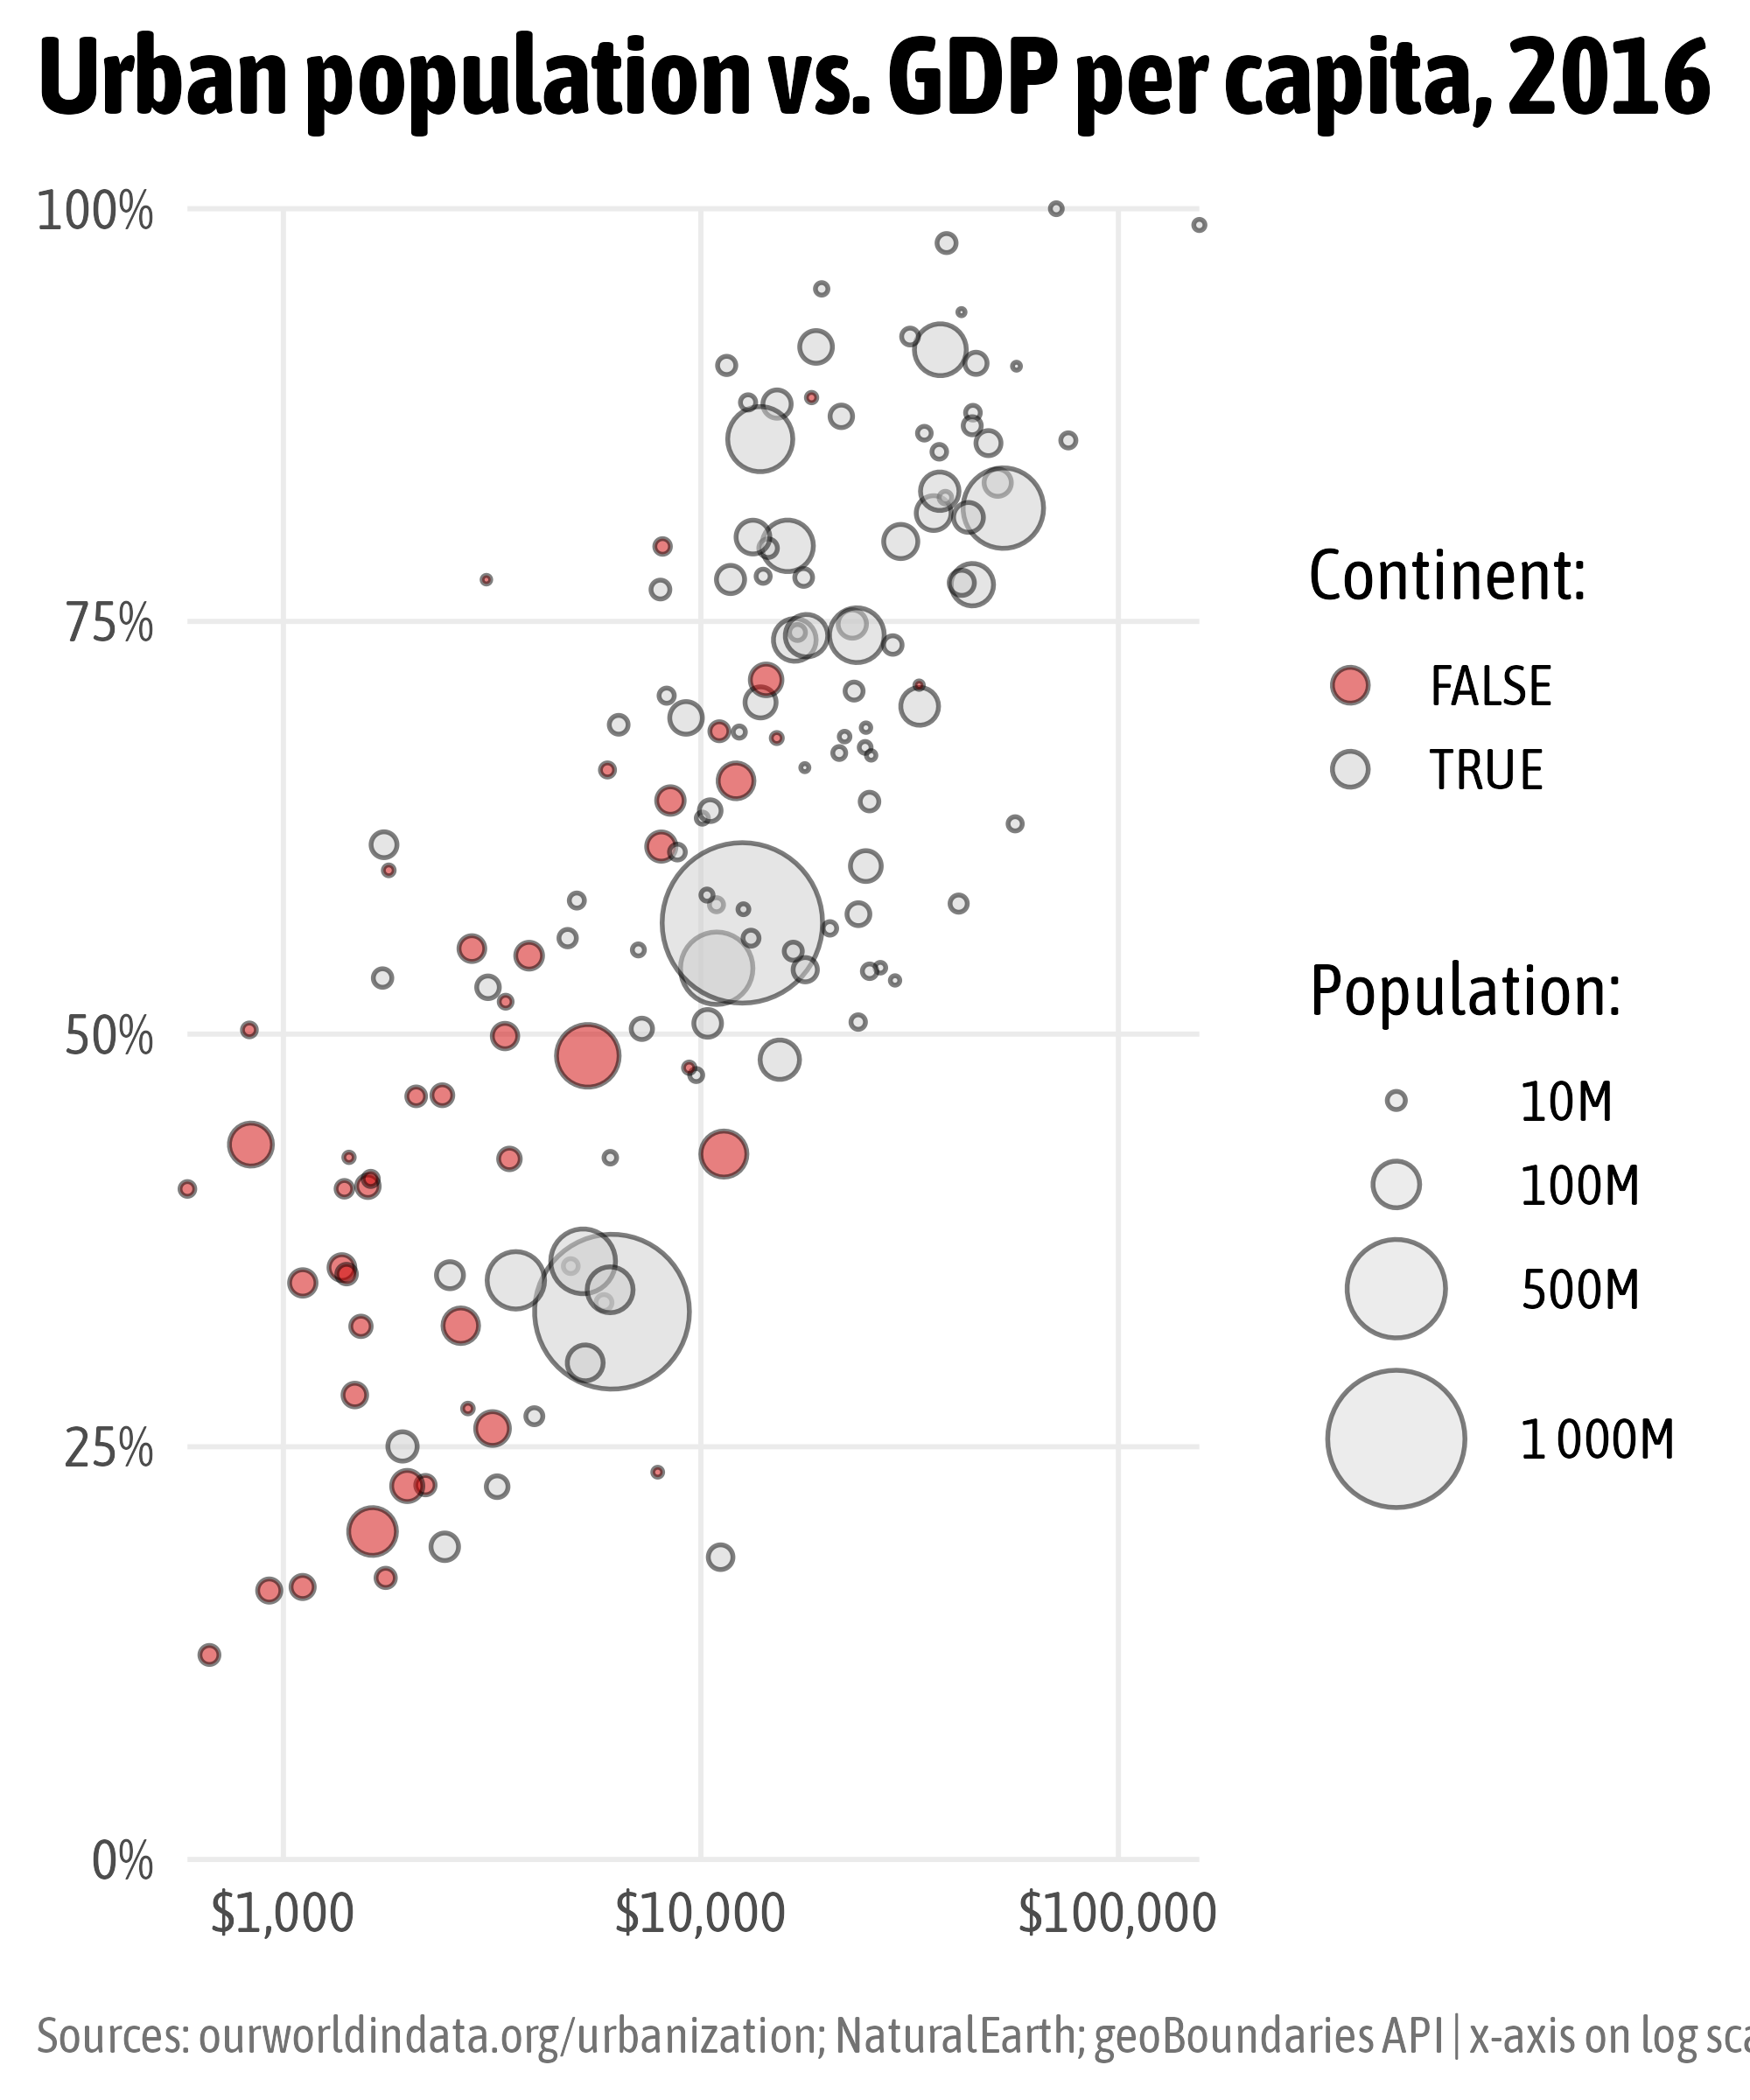 Urban population vs. GDP per capita, 2016
100%
75%
50%
25%
0%
$1,000 $10,000 $100,000
Continent:
FALSE
TRUE
Population:
10M
100M
500M
1 000M
Sources: ourworldindata.org/urbanization; NaturalEarth; geoBoundaries API | x-axis on log